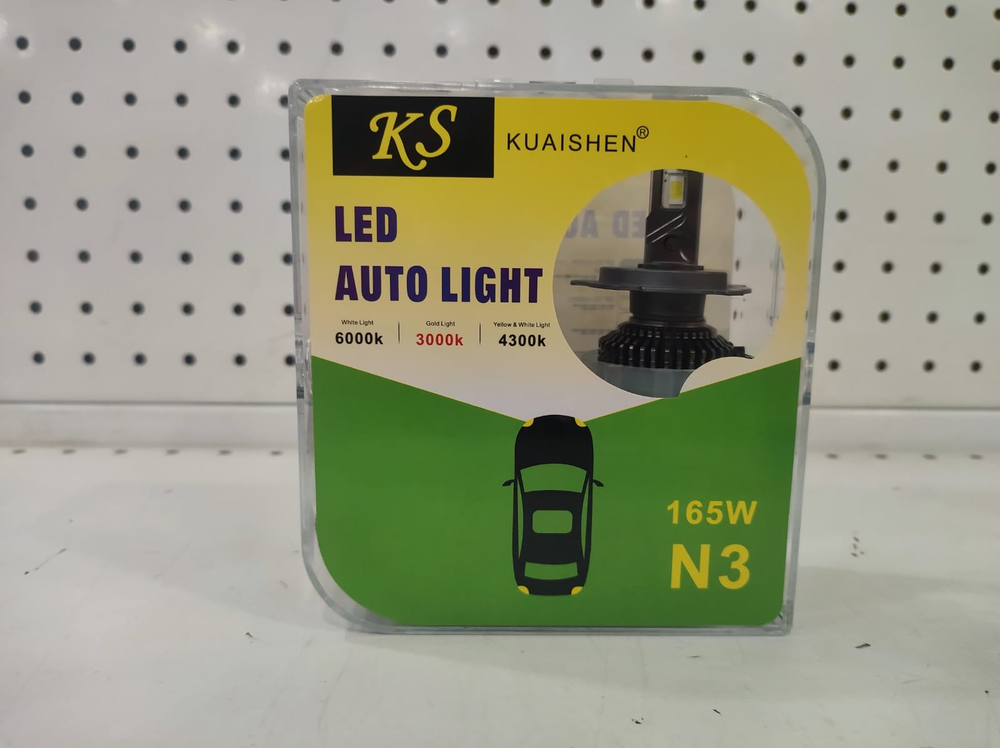 KS
KUAISHEN®
LED
AUTO LIGHT
White Light
6000k
Gold Light
3000k
Yellow & White Light
4300k
165W
N3